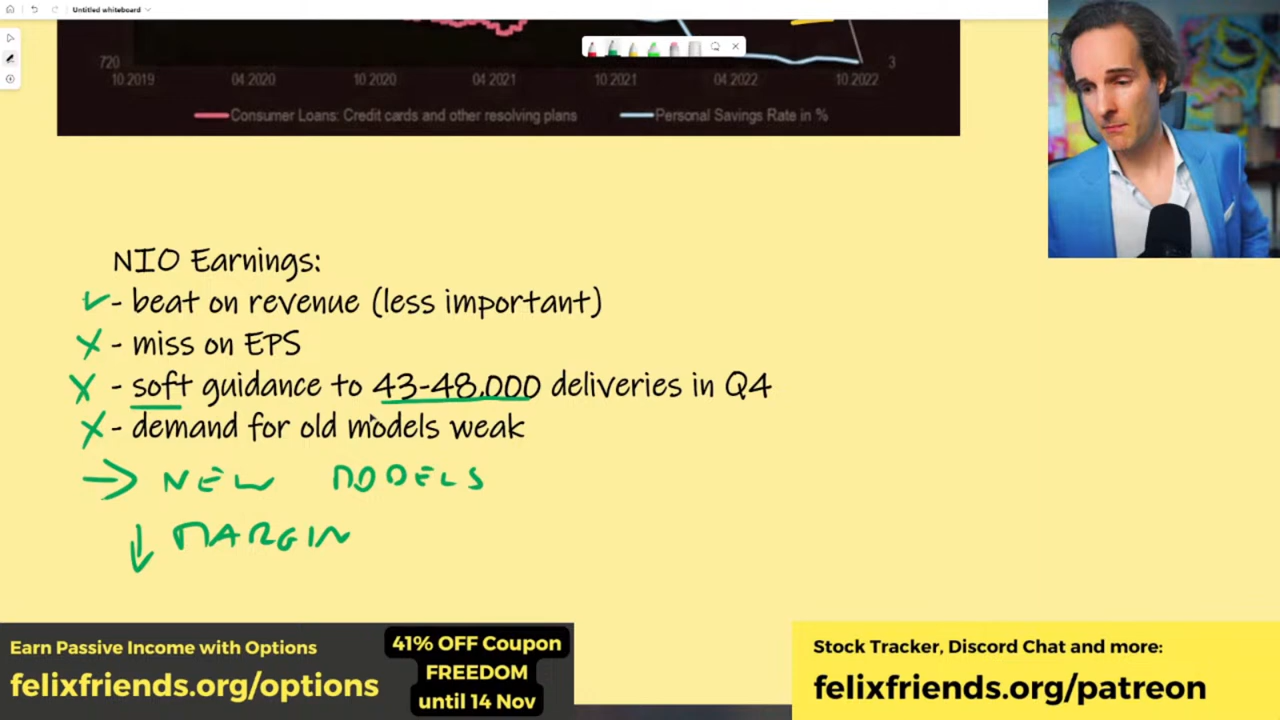 Untitled whiteboard
720
3
10.2019 04.2020 10.2020 04.2021 10.2021 04.2022 10.2022
Consumer Loans: Credit cards and other resolving plans Personal Savings Rate in %
NIO Earnings:
- beat on revenue (less important)
- miss on EPS
- soft guidance to 43-48,000 deliveries in Q4
- demand for old models weak
→ NEW MODELS
↓ MARGIN
Earn Passive Income with Options
felixfriends.org/options
41% OFF Coupon
FREEDOM
until 14 Nov
Stock Tracker, Discord Chat and more:
felixfriends.org/patreon